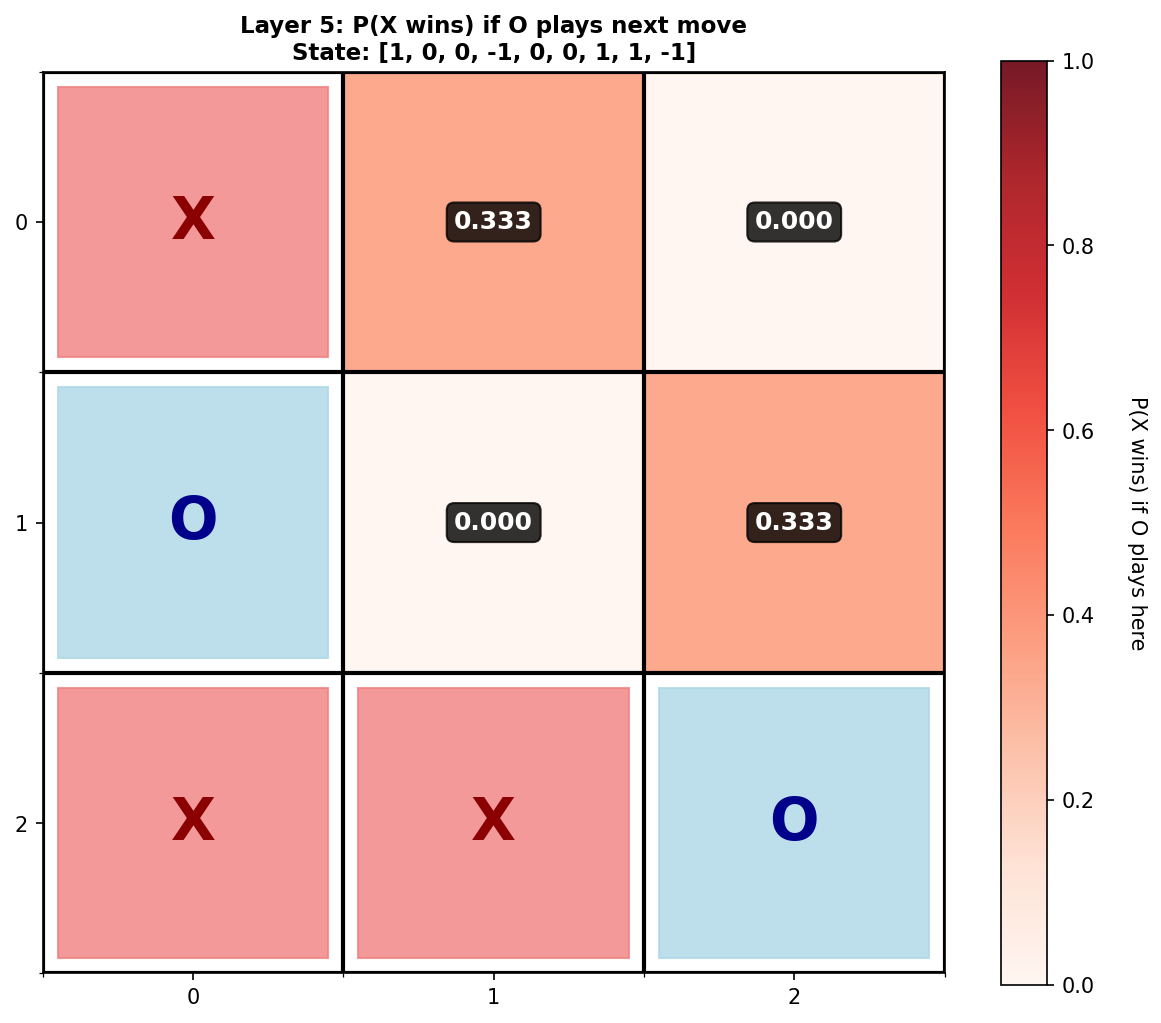 Layer 5: P(X wins) if O plays next move
State: [1, 0, 0, -1, 0, 0, 1, 1, -1]
0
X
0.333
0.000
1
O
0.000
0.333
2
X
X
O
0
1
2
1.0
0.8
0.6
0.4
0.2
0.0
P(X wins) if O plays here